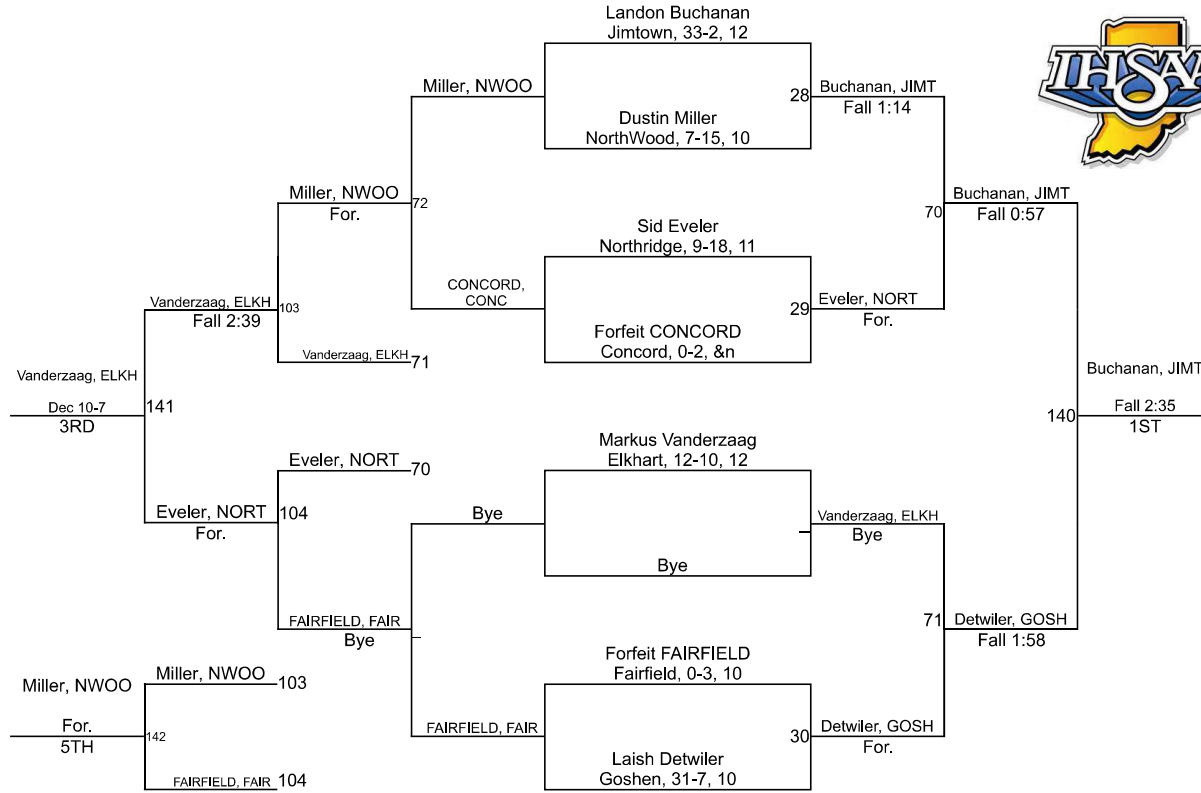 Landon Buchanan
Jimtown, 33-2, 12
IHSAA
Miller, NWOO
28
Buchanan, JIMT
Fall 1:14
Dustin Miller
NorthWood, 7-15, 10
Miller, NWOO
For.
72
70
Buchanan, JIMT
Fall 0:57
Sid Eveler
Northridge, 9-18, 11
CONCORD,
CONC
Vanderzaag, ELKH
Fall 2:39
103
29
Eveler, NORT
For.
Forfeit CONCORD
Concord, 0-2, &n
Vanderzaag, ELKH
71
Vanderzaag, ELKH
Dec 10-7
3RD
141
140
Buchanan, JIMT
Fall 2:35
1ST
Markus Vanderzaag
Elkhart, 12-10, 12
Eveler, NORT
70
Eveler, NORT
For.
104
Bye
Vanderzaag, ELKH
Bye
Bye
FAIRFIELD, FAIR
Bye
71
Detwiler, GOSH
Fall 1:58
Forfeit FAIRFIELD
Fairfield, 0-3, 10
Miller, NWOO
Miller, NWOO
103
For.
5TH
142
FAIRFIELD, FAIR
30
Detwiler, GOSH
For.
Laish Detwiler
Goshen, 31-7, 10
FAIRFIELD, FAIR
104